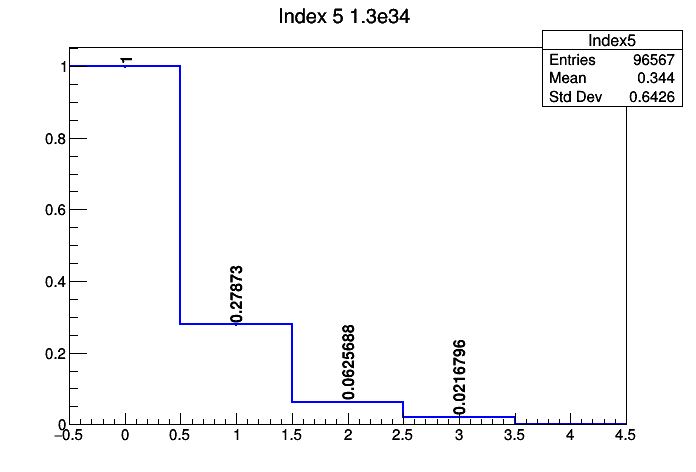 Index 5 1.3e34
Index5
Entries 96567
Mean 0.344
Std Dev 0.6426
1
0.8
0.6
0.4
0.2
0
1
0.27873
0.0625688
0.0216796
−0.5 0 0.5 1 1.5 2 2.5 3 3.5 4 4.5